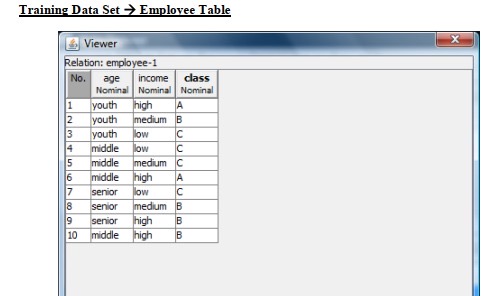 Training Data Set → Employee Table
Viewer
Relation: employee-1
No. age income class
Nominal Nominal Nominal
1 youth high A
2 youth medium B
3 youth low C
4 middle low C
5 middle medium C
6 middle high A
7 senior low C
8 senior medium B
9 senior high B
10 middle high B